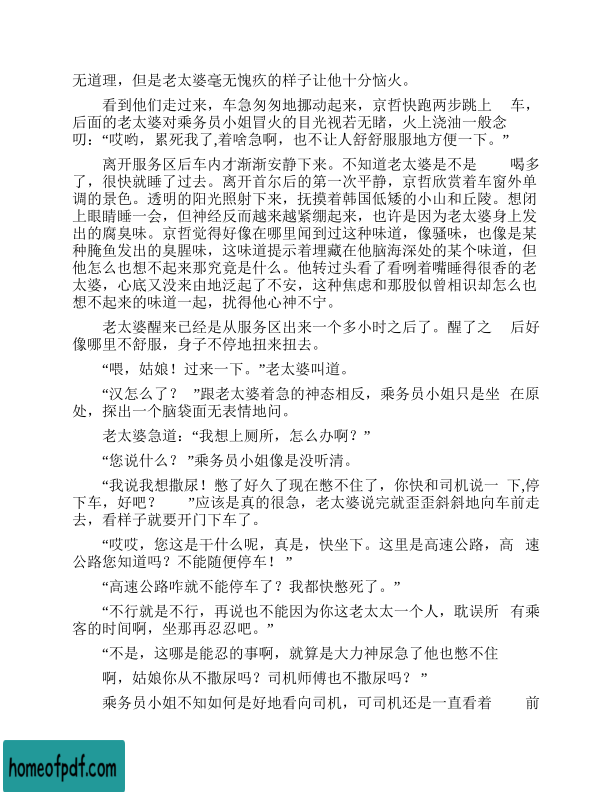 无道理，但是老太婆毫无愧疚的样子让他十分恼火。
看到他们走过来，车急匆匆地挪动起来，京哲快跑两步跳上 车，
后面的老太婆对乘务员小姐冒火的目光视若无睹，火上浇油一般念
叨：“哎哟，累死我了,着啥急啊，也不让人舒舒服服地方便一下。”
离开服务区后车内才渐渐安静下来。不知道老太婆是不是 喝多
了，很快就睡了过去。离开首尔后的第一次平静，京哲欣赏着车窗外单
调的景色。透明的阳光照射下来，抚摸着韩国低矮的小山和丘陵。想闭
上眼睛睡一会，但神经反而越来越紧绷起来，也许是因为老太婆身上发
出的腐臭味。京哲觉得好像在哪里闻到过这种味道，像骚味，也像是某
种腌鱼发出的臭腥味，这味道提示着埋藏在他脑海深处的某个味道，但
他怎么也想不起来那究竟是什么。他转过头看了看咧着嘴睡得很香的老
太婆，心底又没来由地泛起了不安，这种焦虑和那股似曾相识却怎么也
想不起来的味道一起，扰得他心神不宁。
老太婆醒来已经是从服务区出来一个多小时之后了。醒了之 后好
像哪里不舒服，身子不停地扭来扭去。
“喂，姑娘！过来一下。”老太婆叫道。
“汉怎么了？ ”跟老太婆着急的神态相反，乘务员小姐只是坐 在原
处，探出一个脑袋面无表情地问。
老太婆急道：“我想上厕所，怎么办啊？”
“您说什么？ ”乘务员小姐像是没听清。
“我说我想撒尿！憋了好久了现在憋不住了，你快和司机说一 下,停
下车，好吧？ ”应该是真的很急，老太婆说完就歪歪斜斜地向车前走
去，看样子就要开门下车了。
“哎哎，您这是干什么呢，真是，快坐下。这里是高速公路，高 速
公路您知道吗？不能随便停车！ ”
“高速公路咋就不能停车了？我都快憋死了。”
“不行就是不行，再说也不能因为你这老太太一个人，耽误所 有乘
客的时间啊，坐那再忍忍吧。”
“不是，这哪是能忍的事啊，就算是大力神尿急了他也憋不住
啊，姑娘你从不撒尿吗？司机师傅也不撒尿吗？ ”
乘务员小姐不知如何是好地看向司机，可司机还是一直看着 前
homeofpdf.com